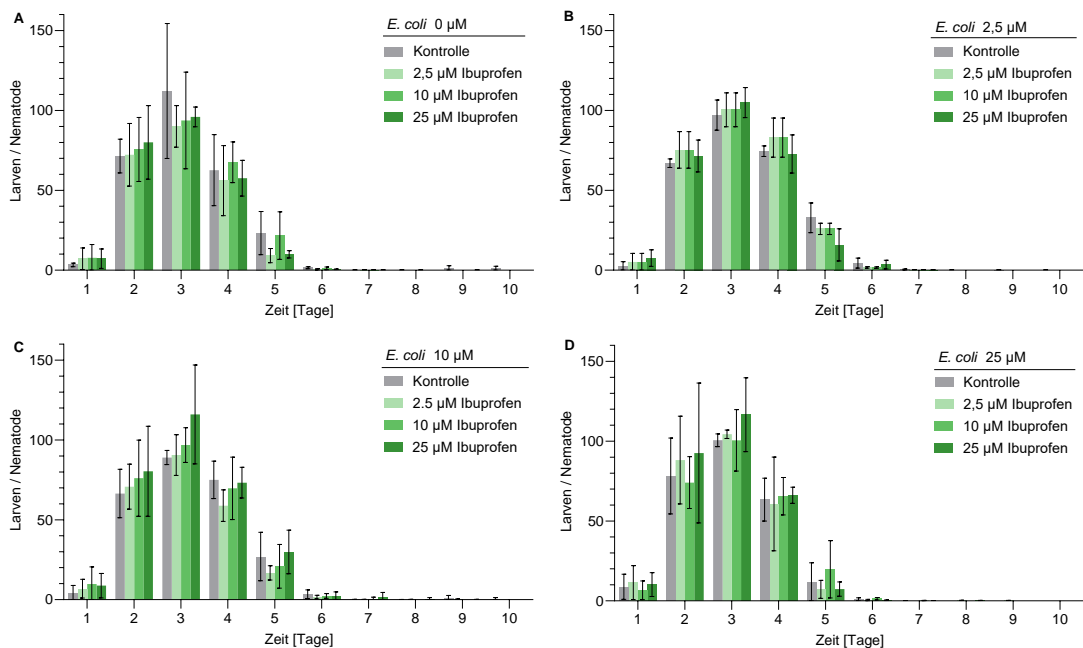 A
E. coli 0 µM
Kontrolle
2,5 µM Ibuprofen
10 µM Ibuprofen
25 µM Ibuprofen
Larven / Nematode
150
100
50
0
1 2 3 4 5 6 7 8 9 10
Zeit [Tage]
B
E. coli 2,5 µM
Kontrolle
2,5 µM Ibuprofen
10 µM Ibuprofen
25 µM Ibuprofen
Larven / Nematode
150
100
50
0
1 2 3 4 5 6 7 8 9 10
Zeit [Tage]
C
E. coli 10 µM
Kontrolle
2.5 µM Ibuprofen
10 µM Ibuprofen
25 µM Ibuprofen
Larven / Nematode
150
100
50
0
1 2 3 4 5 6 7 8 9 10
Zeit [Tage]
D
E. coli 25 µM
Kontrolle
2,5 µM Ibuprofen
10 µM Ibuprofen
25 µM Ibuprofen
Larven / Nematode
150
100
50
0
1 2 3 4 5 6 7 8 9 10
Zeit [Tage]